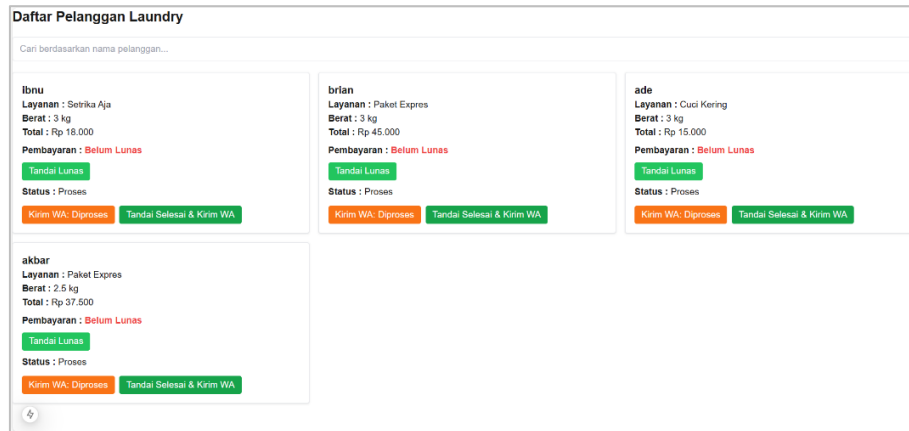 Daftar Pelanggan Laundry
Cari berdasarkan nama pelanggan...
ibnu
Layanan : Setrika Aja
Berat : 3 kg
Total : Rp 18.000
Pembayaran : Belum Lunas
Tandai Lunas
Status : Proses
Kirim WA: Diproses
Tandai Selesai & Kirim WA
brian
Layanan : Paket Expres
Berat : 3 kg
Total : Rp 45.000
Pembayaran : Belum Lunas
Tandai Lunas
Status : Proses
Kirim WA: Diproses
Tandai Selesai & Kirim WA
ade
Layanan : Cuci Kering
Berat : 3 kg
Total : Rp 15.000
Pembayaran : Belum Lunas
Tandai Lunas
Status : Proses
Kirim WA: Diproses
Tandai Selesai & Kirim WA
akbar
Layanan : Paket Expres
Berat : 2.5 kg
Total : Rp 37.500
Pembayaran : Belum Lunas
Tandai Lunas
Status : Proses
Kirim WA: Diproses
Tandai Selesai & Kirim WA